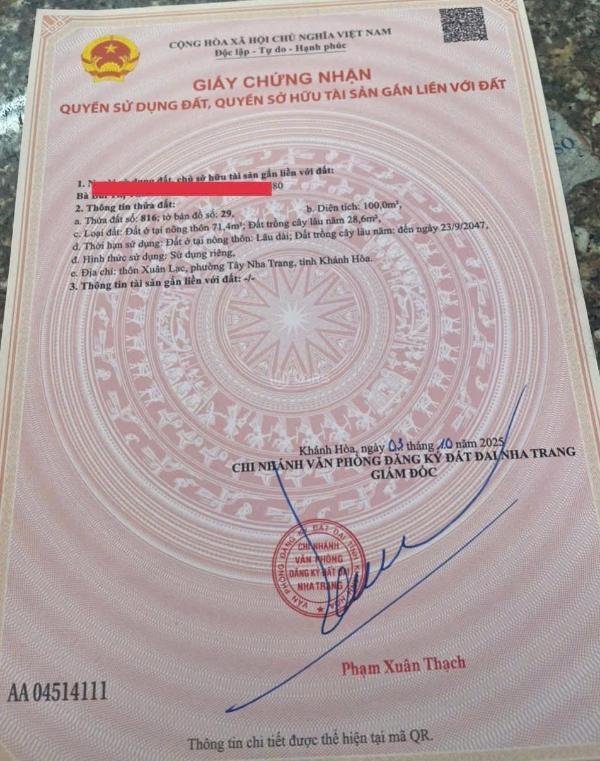 CỘNG HÒA XÃ HỘI CHỦ NGHĨA VIỆT NAM
Độc lập - Tự do - Hạnh phúc
GIẤY CHỨNG NHẬN
QUYỀN SỬ DỤNG ĐẤT, QUYỀN SỞ HỮU TÀI SẢN GẮN LIỀN VỚI ĐẤT
1. Người sử dụng đất, chủ sở hữu tài sản gắn liền với đất:
Bà 80
2. Thông tin thửa đất:
a. Thửa đất số: 816; tờ bản đồ số: 29, b. Diện tích: 100,0m²,
c. Loại đất: Đất ở tại nông thôn 71,4m²; Đất trồng cây lâu năm 28,6m²,
d. Thời hạn sử dụng: Đất ở tại nông thôn: Lâu dài; Đất trồng cây lâu năm: đến ngày 23/9/2047,
đ. Hình thức sử dụng: Sử dụng riêng,
e. Địa chỉ: thôn Xuân Lạc, phường Tây Nha Trang, tỉnh Khánh Hòa.
3. Thông tin tài sản gắn liền với đất: -/-
Khánh Hòa, ngày 03 tháng 10 năm 2025
CHI NHÁNH VĂN PHÒNG ĐĂNG KÝ ĐẤT ĐAI NHA TRANG
GIÁM ĐỐC
CHI NHÁNH
VĂN PHÒNG
ĐĂNG KÝ ĐẤT ĐAI
NHA TRANG
Phạm Xuân Thạch
AA 04514111
Thông tin chi tiết được thể hiện tại mã QR.